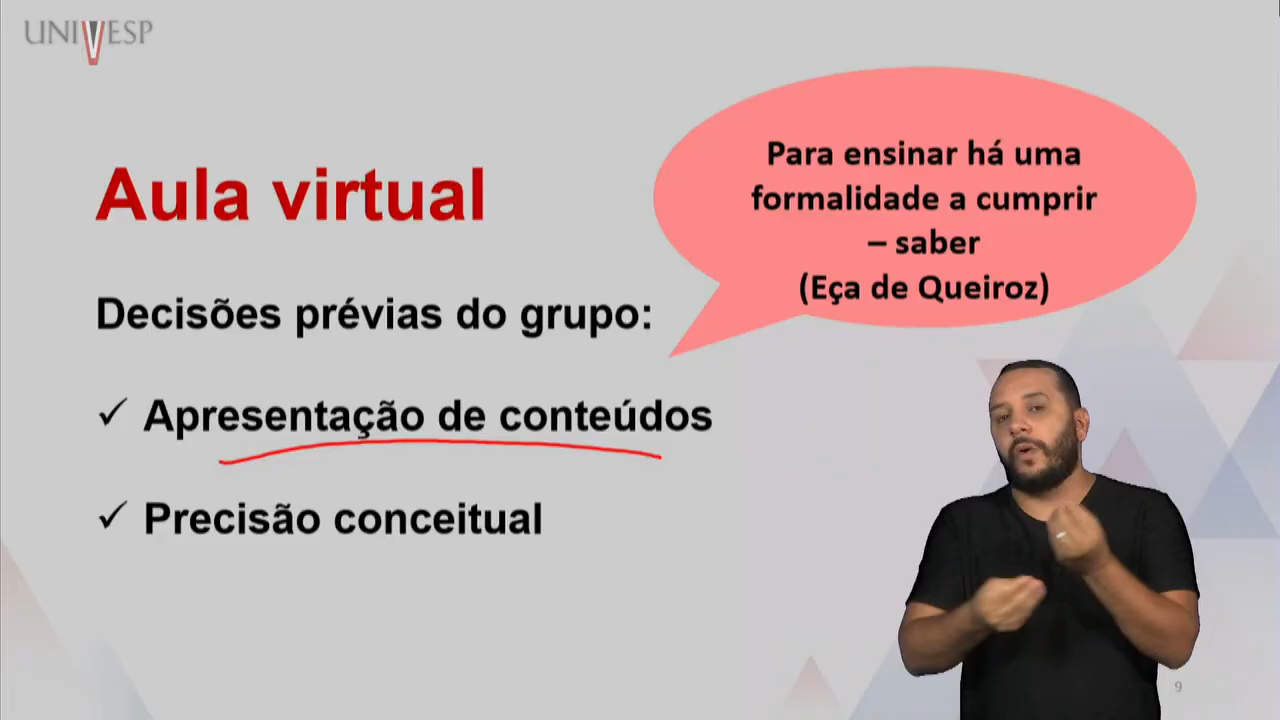 UNIVESP
Aula virtual
Para ensinar há uma
formalidade a cumprir
– saber
(Eça de Queiroz)
Decisões prévias do grupo:
✓ Apresentação de conteúdos
✓ Precisão conceitual
9